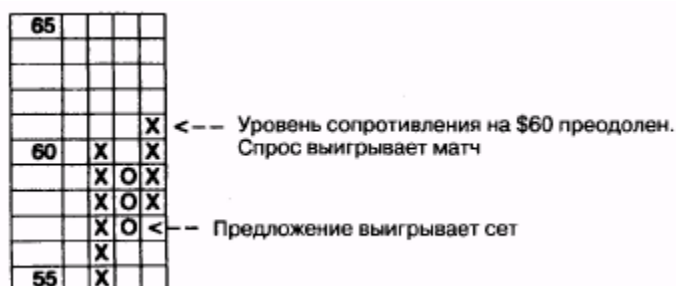 65
X <-- Уровень сопротивления на $60 преодолен.
60 X X Спрос выигрывает матч
X O X
X O X
X O <-- Предложение выигрывает сет
X
55 X